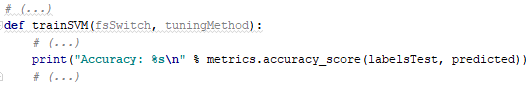 # (...)
def trainSVM(fsSwitch, tuningMethod):
    # (...)
    print("Accuracy: %s\n" % metrics.accuracy_score(labelsTest, predicted))
    # (...)